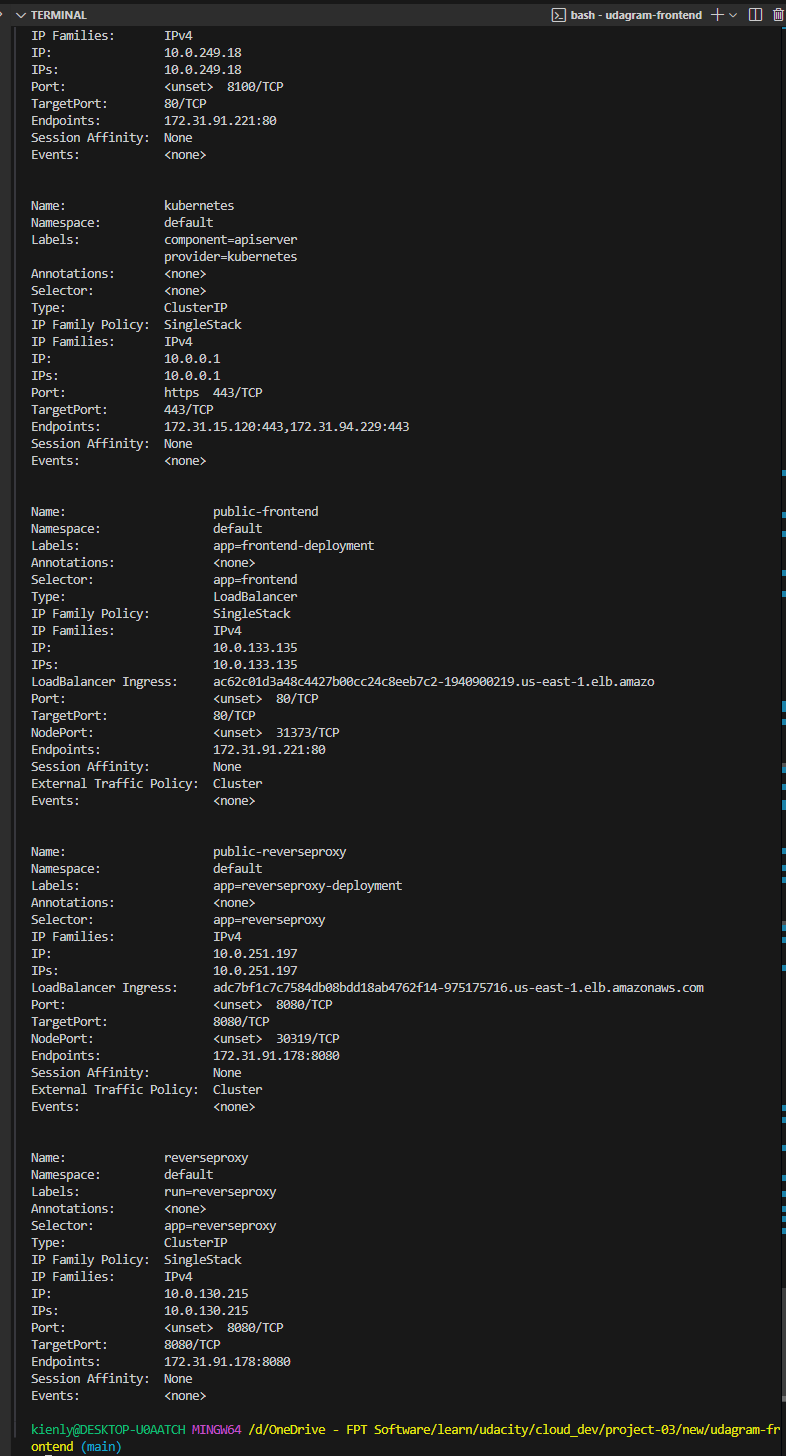 TERMINAL
bash - udagram-frontend
IP Families:       IPv4
IP:                10.0.249.18
IPs:               10.0.249.18
Port:              <unset>  8100/TCP
TargetPort:        80/TCP
Endpoints:         172.31.91.221:80
Session Affinity:  None
Events:            <none>
Name:              kubernetes
Namespace:         default
Labels:            component=apiserver
                   provider=kubernetes
Annotations:       <none>
Selector:          <none>
Type:              ClusterIP
IP Family Policy:  SingleStack
IP Families:       IPv4
IP:                10.0.0.1
IPs:               10.0.0.1
Port:              https  443/TCP
TargetPort:        443/TCP
Endpoints:         172.31.15.120:443,172.31.94.229:443
Session Affinity:  None
Events:            <none>
Name:                     public-frontend
Namespace:                default
Labels:                   app=frontend-deployment
Annotations:              <none>
Selector:                 app=frontend
Type:                     LoadBalancer
IP Family Policy:         SingleStack
IP Families:              IPv4
IP:                       10.0.133.135
IPs:                      10.0.133.135
LoadBalancer Ingress:     ac62c01d3a48c4427b00cc24c8eeb7c2-1940900219.us-east-1.elb.amazo
Port:                     <unset>  80/TCP
TargetPort:               80/TCP
NodePort:                 <unset>  31373/TCP
Endpoints:                172.31.91.221:80
Session Affinity:         None
External Traffic Policy:  Cluster
Events:                   <none>
Name:                     public-reverseproxy
Namespace:                default
Labels:                   app=reverseproxy-deployment
Annotations:              <none>
Selector:                 app=reverseproxy
IP Families:              IPv4
IP:                       10.0.251.197
IPs:                      10.0.251.197
LoadBalancer Ingress:     adc7bf1c7c7584db08bdd18ab4762f14-975175716.us-east-1.elb.amazonaws.com
Port:                     <unset>  8080/TCP
TargetPort:               8080/TCP
NodePort:                 <unset>  30319/TCP
Endpoints:                172.31.91.178:8080
Session Affinity:         None
External Traffic Policy:  Cluster
Events:                   <none>
Name:              reverseproxy
Namespace:         default
Labels:            run=reverseproxy
Annotations:       <none>
Selector:          app=reverseproxy
Type:              ClusterIP
IP Family Policy:  SingleStack
IP Families:       IPv4
IP:                10.0.130.215
IPs:               10.0.130.215
Port:              <unset>  8080/TCP
TargetPort:        8080/TCP
Endpoints:         172.31.91.178:8080
Session Affinity:  None
Events:            <none>
kienly@DESKTOP-U0AATCH MINGW64 /d/OneDrive - FPT Software/learn/udacity/cloud_dev/project-03/new/udagram-fr
ontend (main)